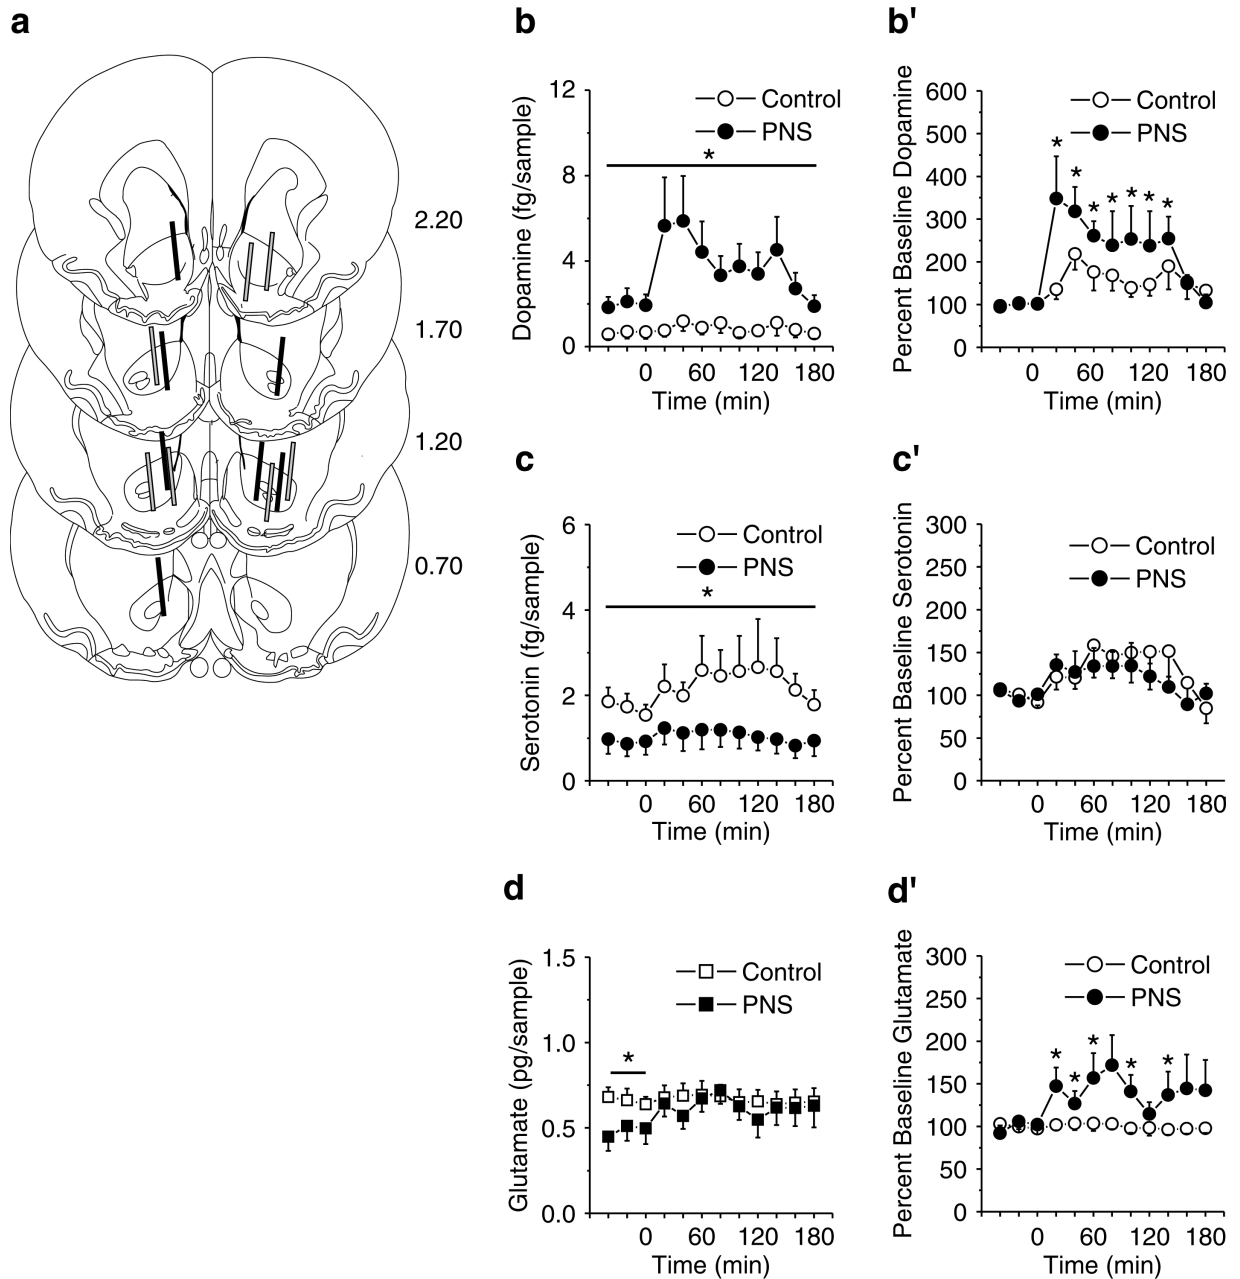 a
2.20
1.70
1.20
0.70
b
Dopamine (fg/sample)
12
8
4
0
Control
PNS
*
0 60 120 180
Time (min)
b'
Percent Baseline Dopamine
600
500
400
300
200
100
0
Control
PNS
* * * * * * *
0 60 120 180
Time (min)
c
Serotonin (fg/sample)
6
4
2
0
Control
PNS
*
0 60 120 180
Time (min)
c'
Percent Baseline Serotonin
300
250
200
150
100
50
0
Control
PNS
0 60 120 180
Time (min)
d
Glutamate (pg/sample)
1.5
1.0
0.5
0.0
Control
PNS
*
0 60 120 180
Time (min)
d'
Percent Baseline Glutamate
300
250
200
150
100
50
0
Control
PNS
* * * * *
0 60 120 180
Time (min)